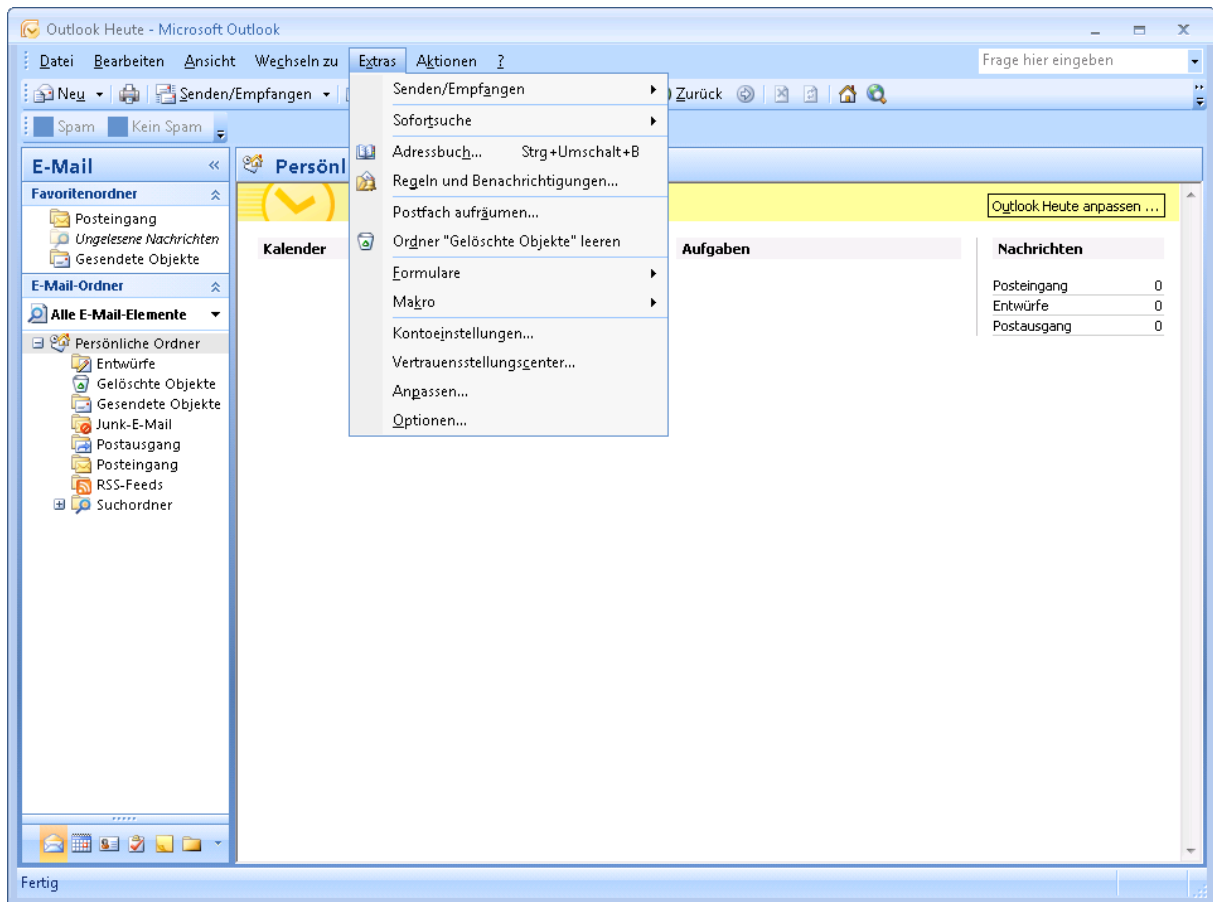 Outlook Heute - Microsoft Outlook
Datei Bearbeiten Ansicht Wechseln zu Extras Aktionen ?
Frage hier eingeben
Neu Senden/Empfangen Zurück
Spam Kein Spam
Senden/Empfangen
Sofortsuche
Adressbuch... Strg+Umschalt+B
Regeln und Benachrichtigungen...
Postfach aufräumen...
Ordner "Gelöschte Objekte" leeren
Formulare
Makro
Kontoeinstellungen...
Vertrauensstellungscenter...
Anpassen...
Optionen...
E-Mail
Favoritenordner
Posteingang
Ungelesene Nachrichten
Gesendete Objekte
E-Mail-Ordner
Alle E-Mail-Elemente
Persönliche Ordner
Entwürfe
Gelöschte Objekte
Gesendete Objekte
Junk-E-Mail
Postausgang
Posteingang
RSS-Feeds
Suchordner
Persönl
Outlook Heute anpassen ...
Kalender Aufgaben Nachrichten
Posteingang 0
Entwürfe 0
Postausgang 0
Fertig